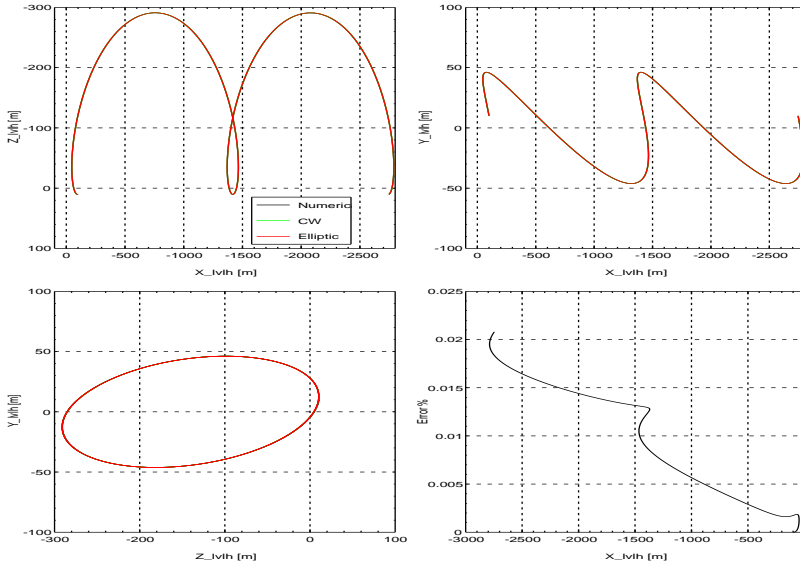 -300
-200
-100
0
100
Z_lvlh [m]
0 -500 -1000 -1500 -2000 -2500
X_lvlh [m]
Numeric
CW
Elliptic
100
50
0
-50
-100
Y_lvlh [m]
0 -500 -1000 -1500 -2000 -2500
X_lvlh [m]
100
50
0
-50
-100
Y_lvlh [m]
-300 -200 -100 0 100
Z_lvlh [m]
0.025
0.02
0.015
0.01
0.005
0
Error %
-3000 -2500 -2000 -1500 -1000 -500
X_lvlh [m]